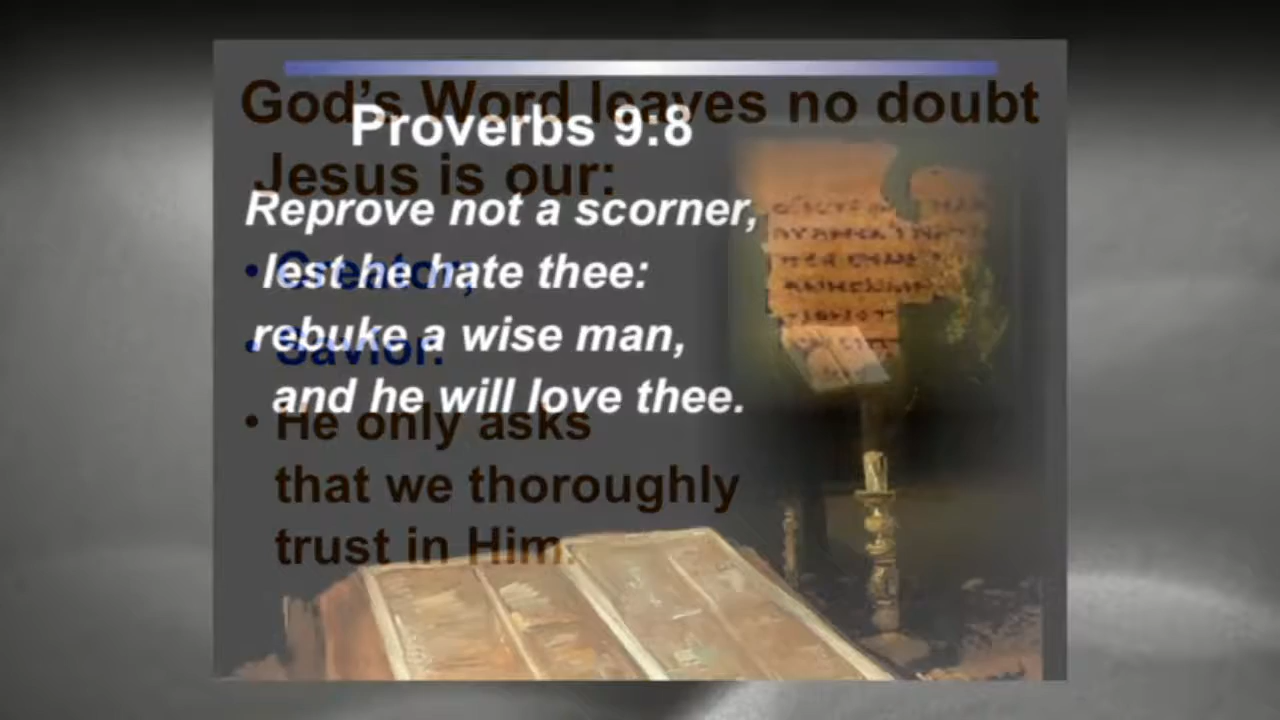 God's Word leaves no doubt
Jesus is our:
• Creator,
• Savior.
• He only asks
that we thoroughly
trust in Him.
Proverbs 9:8
Reprove not a scorner,
lest he hate thee:
rebuke a wise man,
and he will love thee.